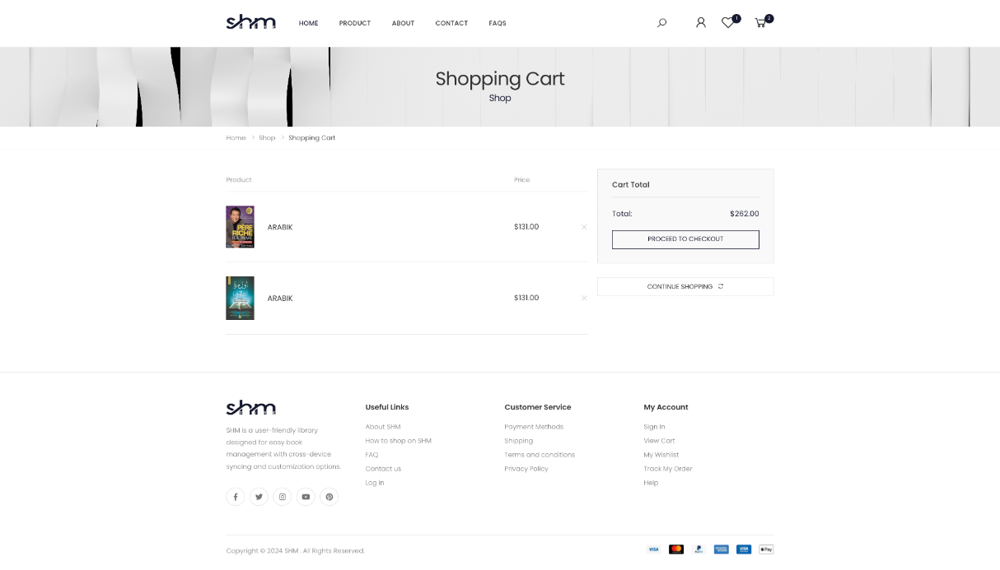 shm
HOME
PRODUCT
ABOUT
CONTACT
FAQS
1
2
Shopping Cart
Shop
Home
Shop
Shopping Cart
Product
Price
PÈRE
RICHE
ARABIK
$131.00
ARABIK
$131.00
Cart Total
Total:
$262.00
PROCEED TO CHECKOUT
CONTINUE SHOPPING
shm
SHM is a user-friendly library
designed for easy book
management with cross-device
syncing and customization options.
Useful Links
About SHM
How to shop on SHM
FAQ
Contact us
Log in
Customer Service
Payment Methods
Shipping
Terms and conditions
Privacy Policy
My Account
Sign In
View Cart
My Wishlist
Track My Order
Help
Copyright © 2024 SHM . All Rights Reserved.
VISA
Pay